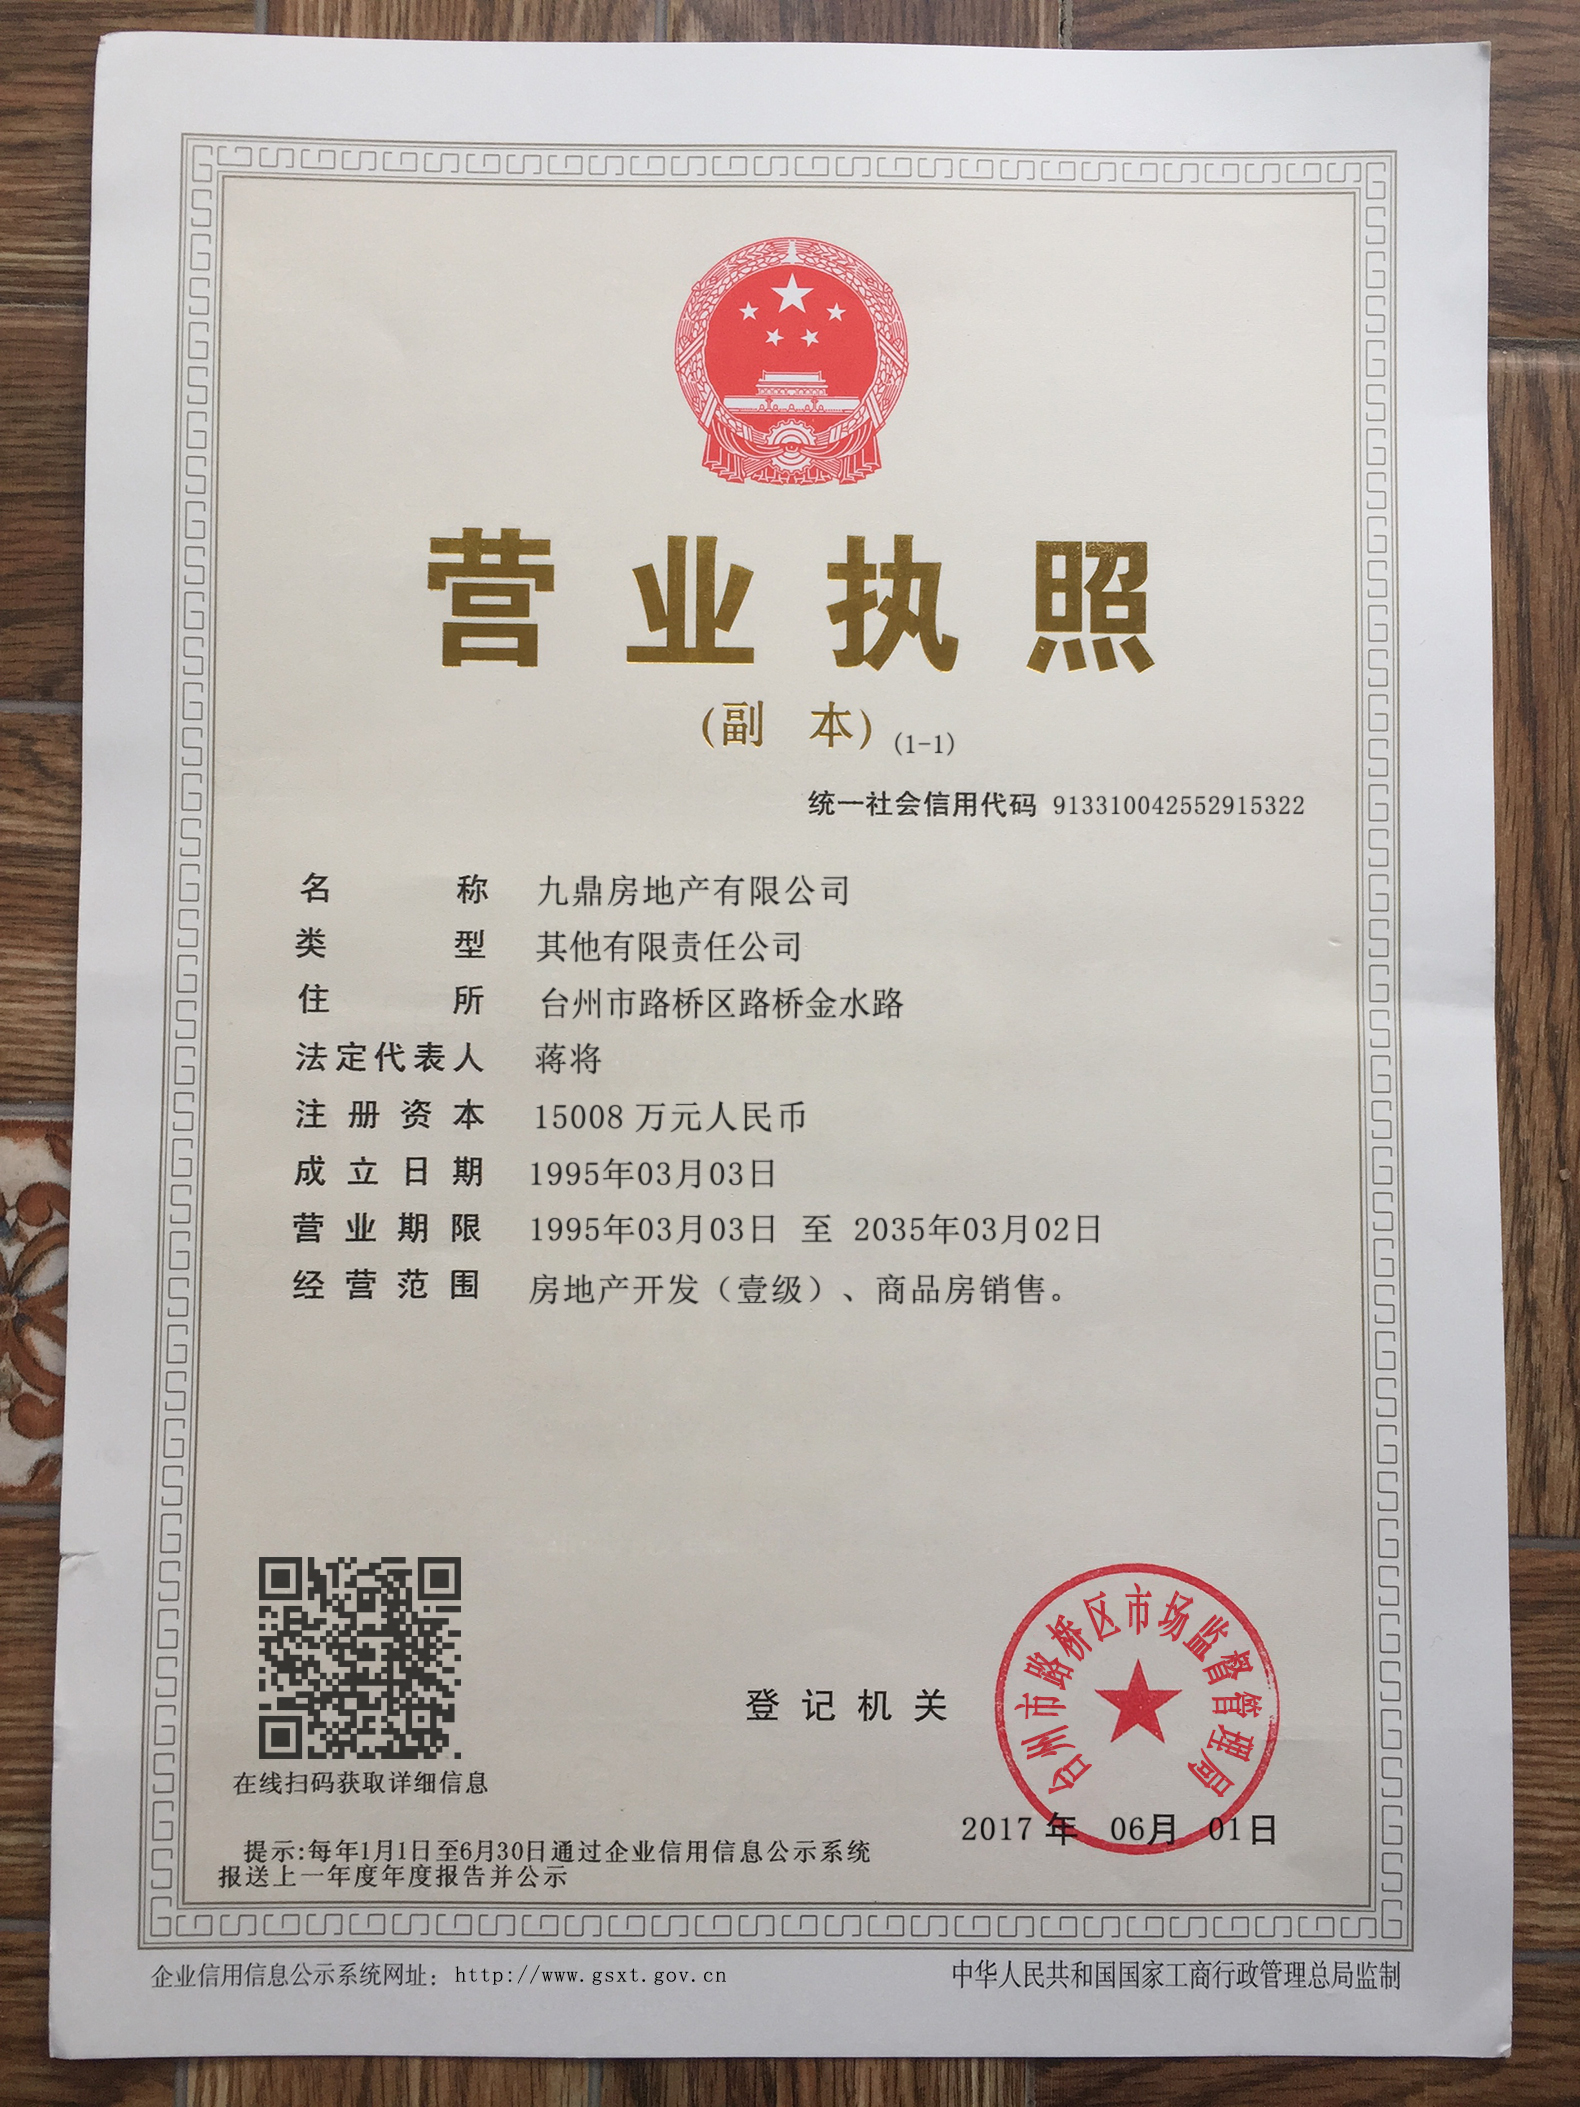 营业执照
(副 本) (1-1)
统一社会信用代码 913310042552915322
名 称 九鼎房地产有限公司
类 型 其他有限责任公司
住 所 台州市路桥区路桥金水路
法定代表人 蒋将
注册资本 15008 万元人民币
成立日期 1995年03月03日
营业期限 1995年03月03日 至 2035年03月02日
经营范围 房地产开发（壹级）、商品房销售。
在线扫码获取详细信息
登记机关
台州市路桥区市场监督管理局
2017 年 06月 01日
提示:每年1月1日至6月30日通过企业信用信息公示系统
报送上一年度年度报告并公示
企业信用信息公示系统网址：http://www.gsxt.gov.cn
中华人民共和国国家工商行政管理总局监制